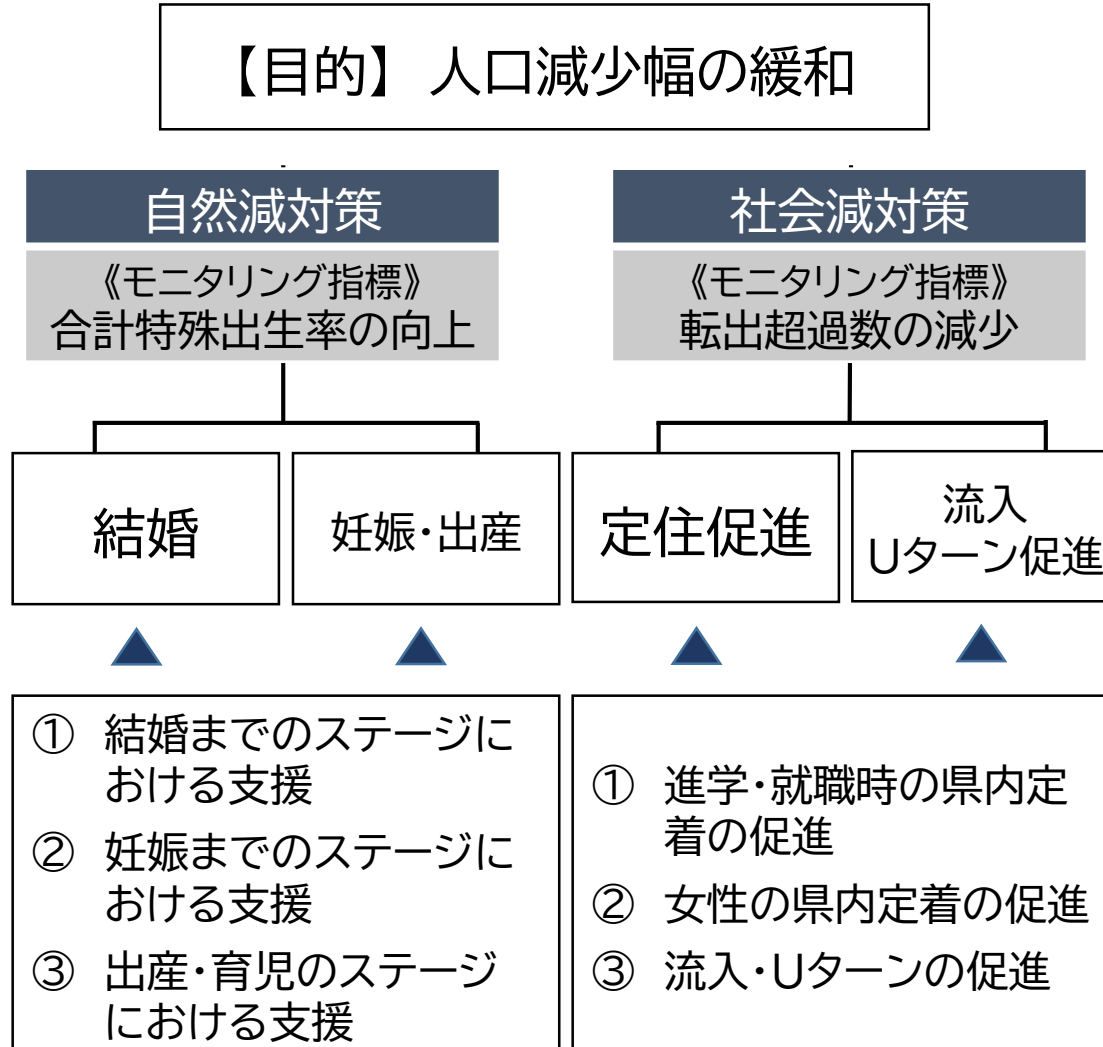 【目的】 人口減少幅の緩和
自然減対策
《モニタリング指標》
合計特殊出生率の向上
結婚
妊娠・出産
① 結婚までのステージに
おける支援
② 妊娠までのステージに
おける支援
③ 出産・育児のステージ
における支援
社会減対策
《モニタリング指標》
転出超過数の減少
定住促進
流入
Uターン促進
① 進学・就職時の県内定
着の促進
② 女性の県内定着の促進
③ 流入・Uターンの促進